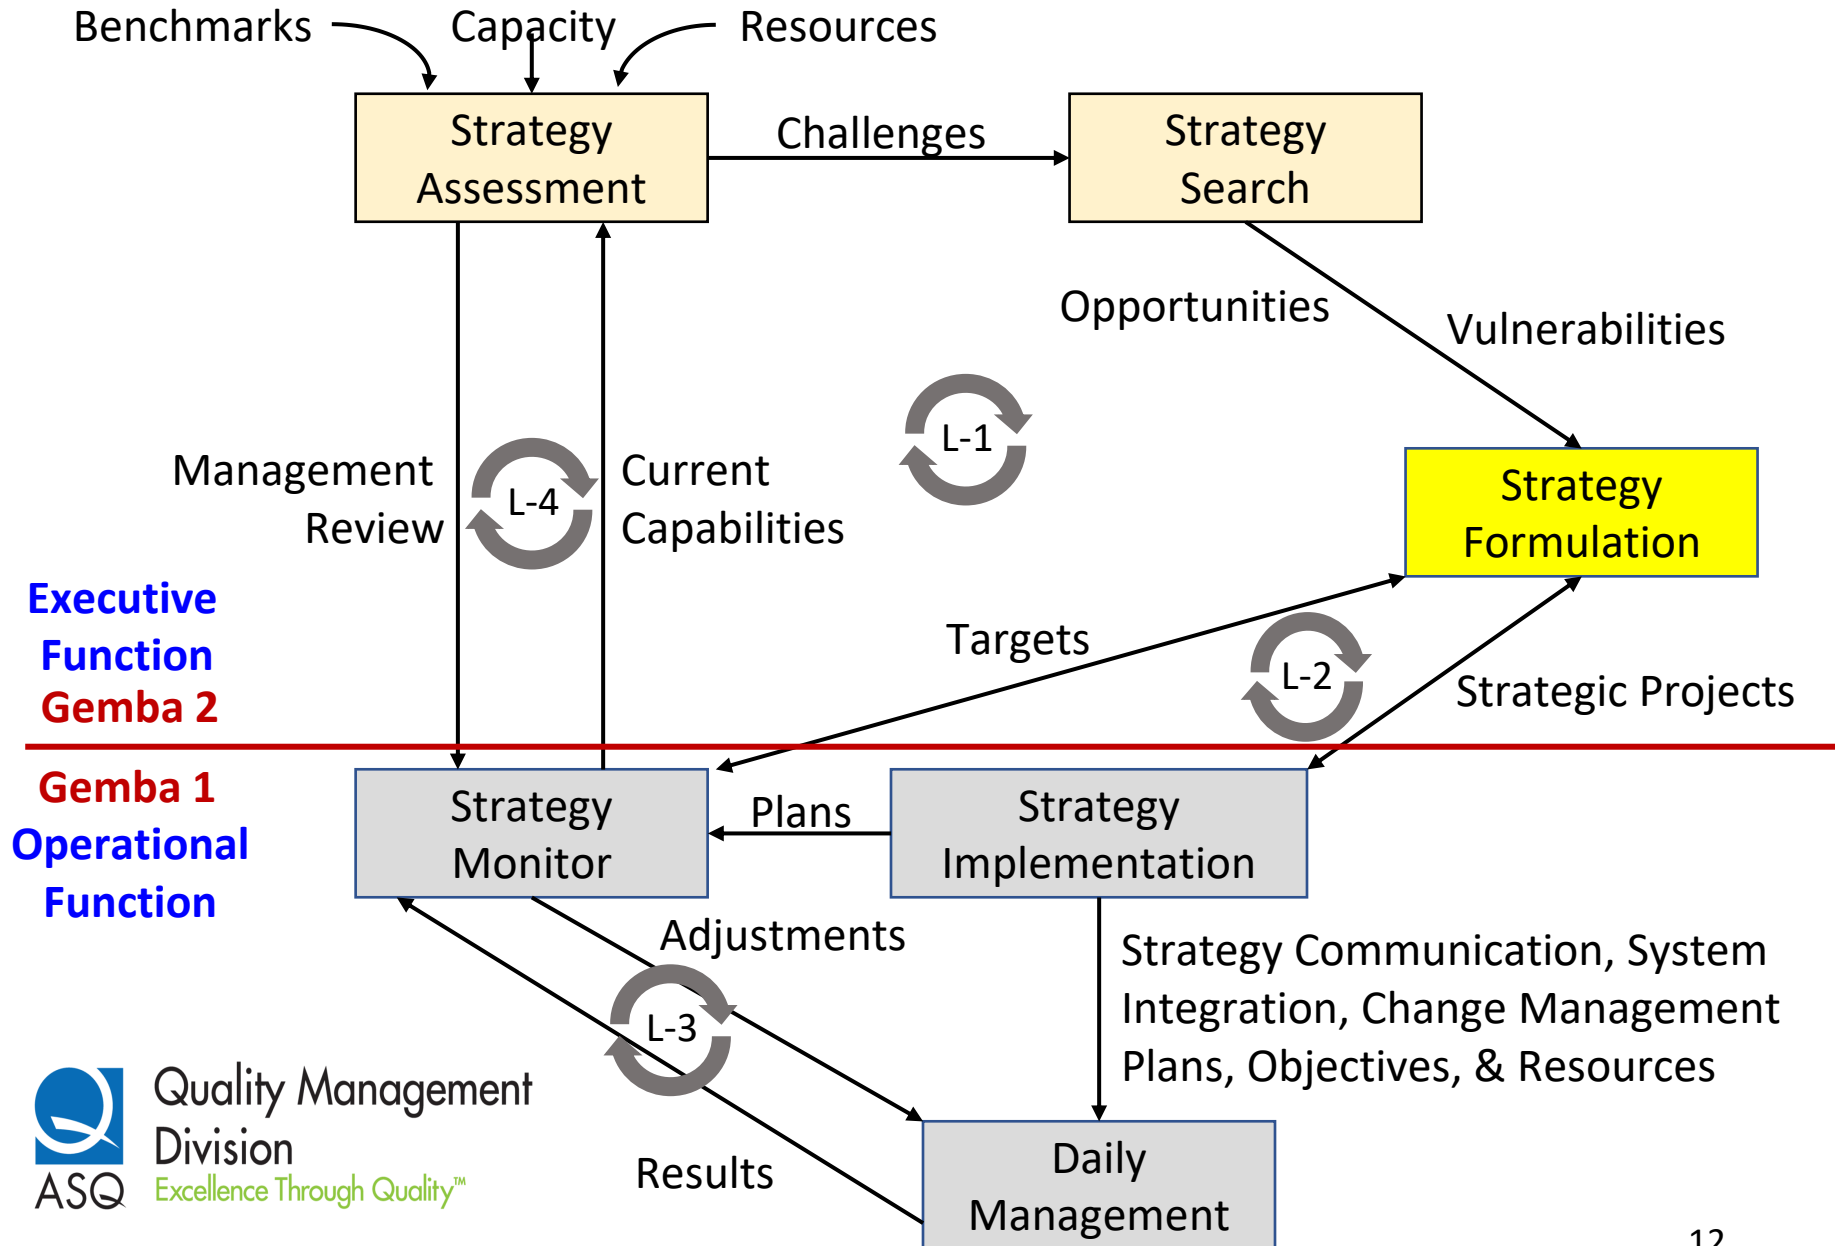 Benchmarks
Capacity
Resources
Strategy
Assessment
Challenges
Strategy
Search
Opportunities
Vulnerabilities
Management
Review
L-4
Current
Capabilities
L-1
Strategy
Formulation
Executive
Function
Gemba 2
Targets
L-2
Strategic Projects
Gemba 1
Operational
Function
Strategy
Monitor
Plans
Strategy
Implementation
Adjustments
L-3
Results
Strategy Communication, System
Integration, Change Management
Plans, Objectives, & Resources
Daily
Management
ASQ
Quality Management
Division
Excellence Through Quality™
12